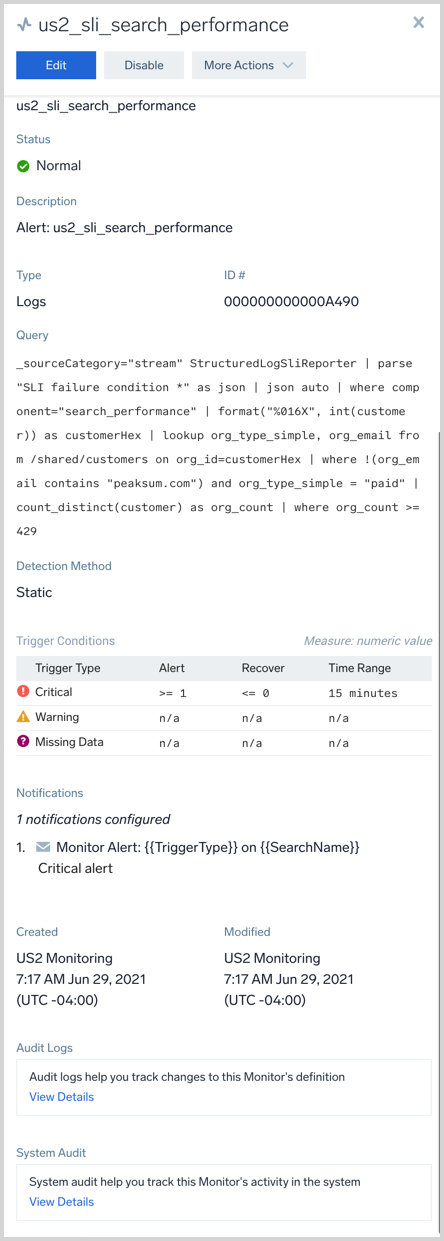 us2_sli_search_performance
Edit
Disable
More Actions
us2_sli_search_performance
Status
Normal
Description
Alert: us2_sli_search_performance
Type
ID #
Logs
000000000000A490
Query
_sourceCategory="stream" StructuredLogSliReporter | parse
"SLI failure condition *" as json | json auto | where comp
onent="search_performance" | format("%016X", int(custome
r)) as customerHex | lookup org_type_simple, org_email fro
m /shared/customers on org_id=customerHex | where !(org_em
ail contains "peaksum.com") and org_type_simple = "paid" |
count_distinct(customer) as org_count | where org_count >=
429
Detection Method
Static
Trigger Conditions
Measure: numeric value
Trigger Type Alert Recover Time Range
Critical >= 1 <= 0 15 minutes
Warning n/a n/a n/a
Missing Data n/a n/a n/a
Notifications
1 notifications configured
1. Monitor Alert: {{TriggerType}} on {{SearchName}}
Critical alert
Created
Modified
US2 Monitoring
US2 Monitoring
7:17 AM Jun 29, 2021
7:17 AM Jun 29, 2021
(UTC -04:00)
(UTC -04:00)
Audit Logs
Audit logs help you track changes to this Monitor's definition
View Details
System Audit
System audit help you track this Monitor's activity in the system
View Details